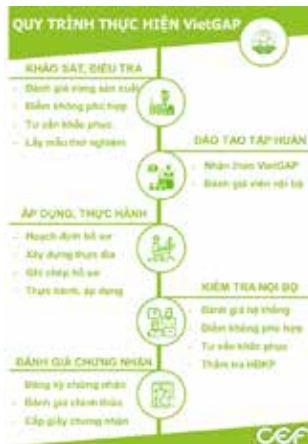 QUY TRÌNH THỰC HIỆN VietGAP
KHẢO SÁT, ĐIỀU TRA
- Đánh giá vùng sản xuất
- Điểm không phù hợp
- Tư vấn khắc phục
- Lấy mẫu thử nghiệm
ĐÀO TẠO TẬP HUẤN
- Nhận thức VietGAP
- Đánh giá viên nội bộ
ÁP DỤNG, THỰC HÀNH
- Hoạch định hồ sơ
- Xây dựng thực địa
- Ghi chép hồ sơ
- Thực hành, áp dụng
KIỂM TRA NỘI BỘ
- Đánh giá hệ thống
- Điểm không phù hợp
- Tư vấn khắc phục
- Thẩm tra HĐKP
ĐÁNH GIÁ CHỨNG NHẬN
- Đăng ký chứng nhận
- Đánh giá chính thức
- Cấp giấy chứng nhận